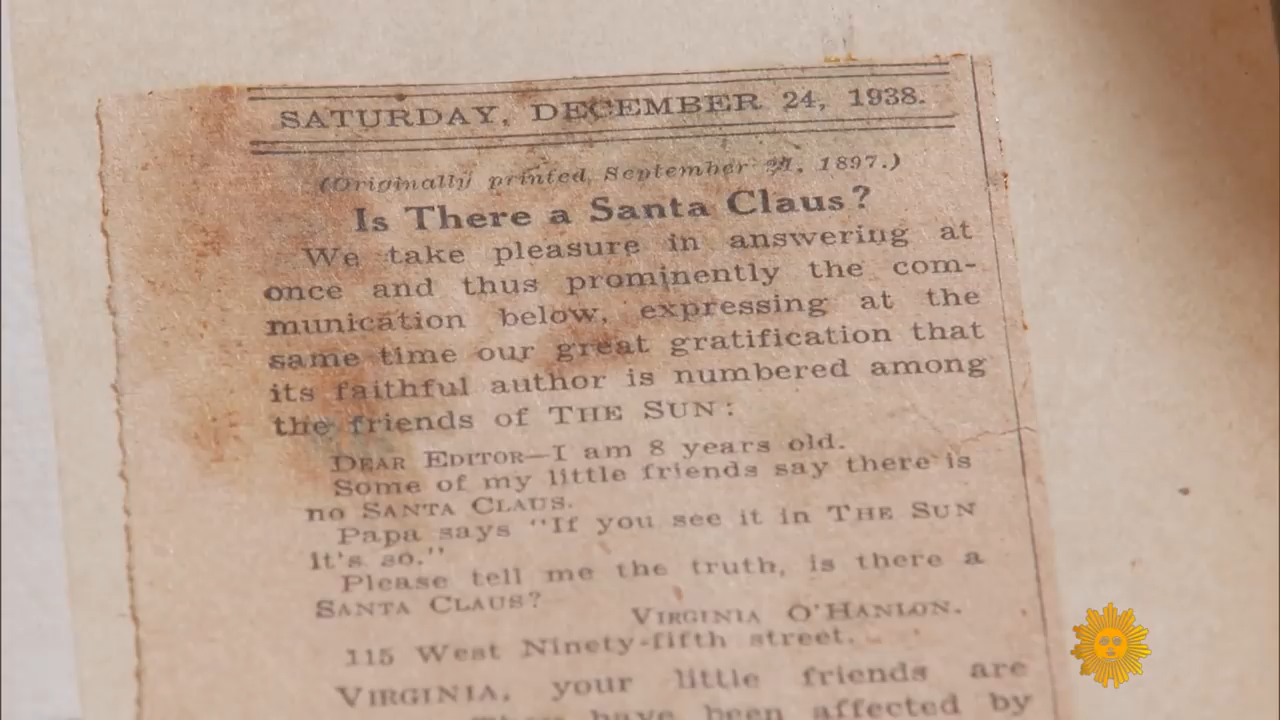 SATURDAY, DECEMBER 24, 1938.
(Originally printed, September 21, 1897.)
Is There a Santa Claus?
We take pleasure in answering at
once and thus prominently the com-
munication below, expressing at the
same time our great gratification that
its faithful author is numbered among
the friends of THE SUN:
DEAR EDITOR—I am 8 years old.
Some of my little friends say there is
no SANTA CLAUS.
Papa says "If you see it in THE SUN
it's so."
Please tell me the truth, is there a
SANTA CLAUS?
VIRGINIA O'HANLON.
115 West Ninety-fifth street.
VIRGINIA, your little friends are
They have been affected by